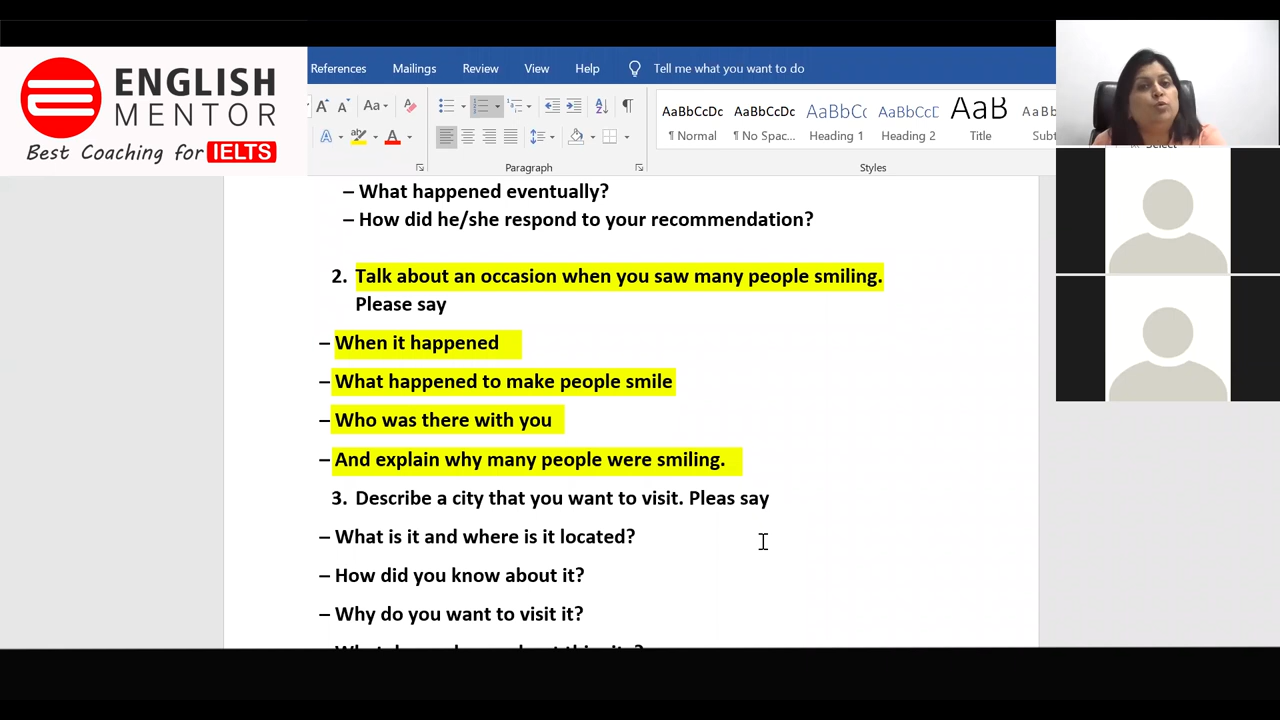 ENGLISH
MENTOR
Best Coaching for IELTS
References Mailings Review View Help Tell me what you want to do
Aa
AaBbCcDc AaBbCcDc AaBbCc AaBbCcD AaB
¶ Normal ¶ No Spac... Heading 1 Heading 2 Title
Paragraph Styles
– What happened eventually?
– How did he/she respond to your recommendation?
2. Talk about an occasion when you saw many people smiling.
Please say
– When it happened
– What happened to make people smile
– Who was there with you
– And explain why many people were smiling.
3. Describe a city that you want to visit. Pleas say
– What is it and where is it located?
– How did you know about it?
– Why do you want to visit it?